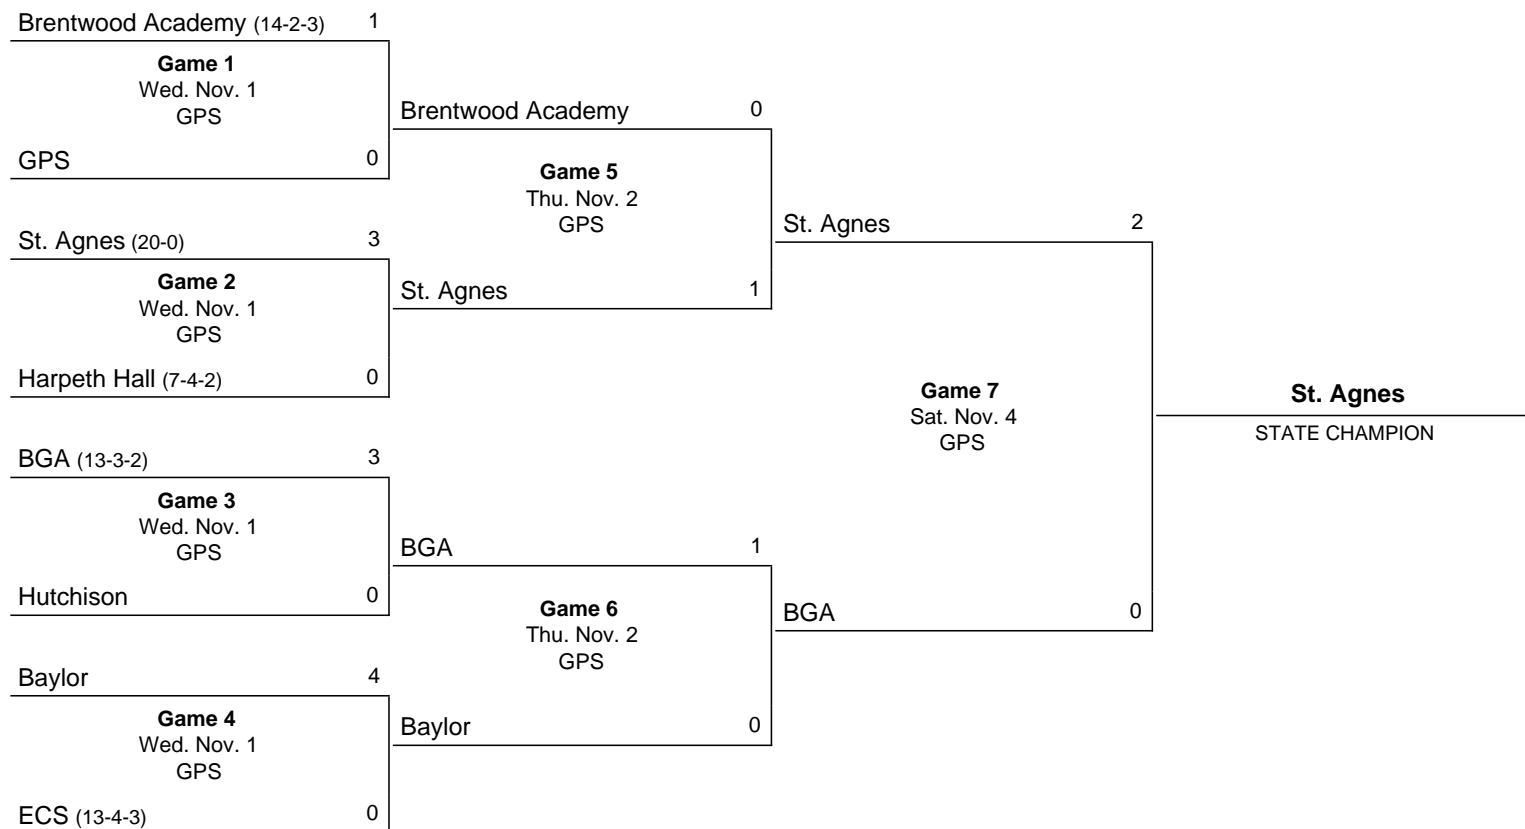 Brentwood Academy (14-2-3) 1
Game 1
Wed. Nov. 1
GPS
GPS 0
St. Agnes (20-0) 3
Game 2
Wed. Nov. 1
GPS
Harpeth Hall (7-4-2) 0
BGA (13-3-2) 3
Game 3
Wed. Nov. 1
GPS
Hutchison 0
Baylor 4
Game 4
Wed. Nov. 1
GPS
ECS (13-4-3) 0
Brentwood Academy 0
Game 5
Thu. Nov. 2
GPS
St. Agnes 1
BGA 1
Game 6
Thu. Nov. 2
GPS
Baylor 0
St. Agnes 2
Game 7
Sat. Nov. 4
GPS
BGA 0
St. Agnes
STATE CHAMPION